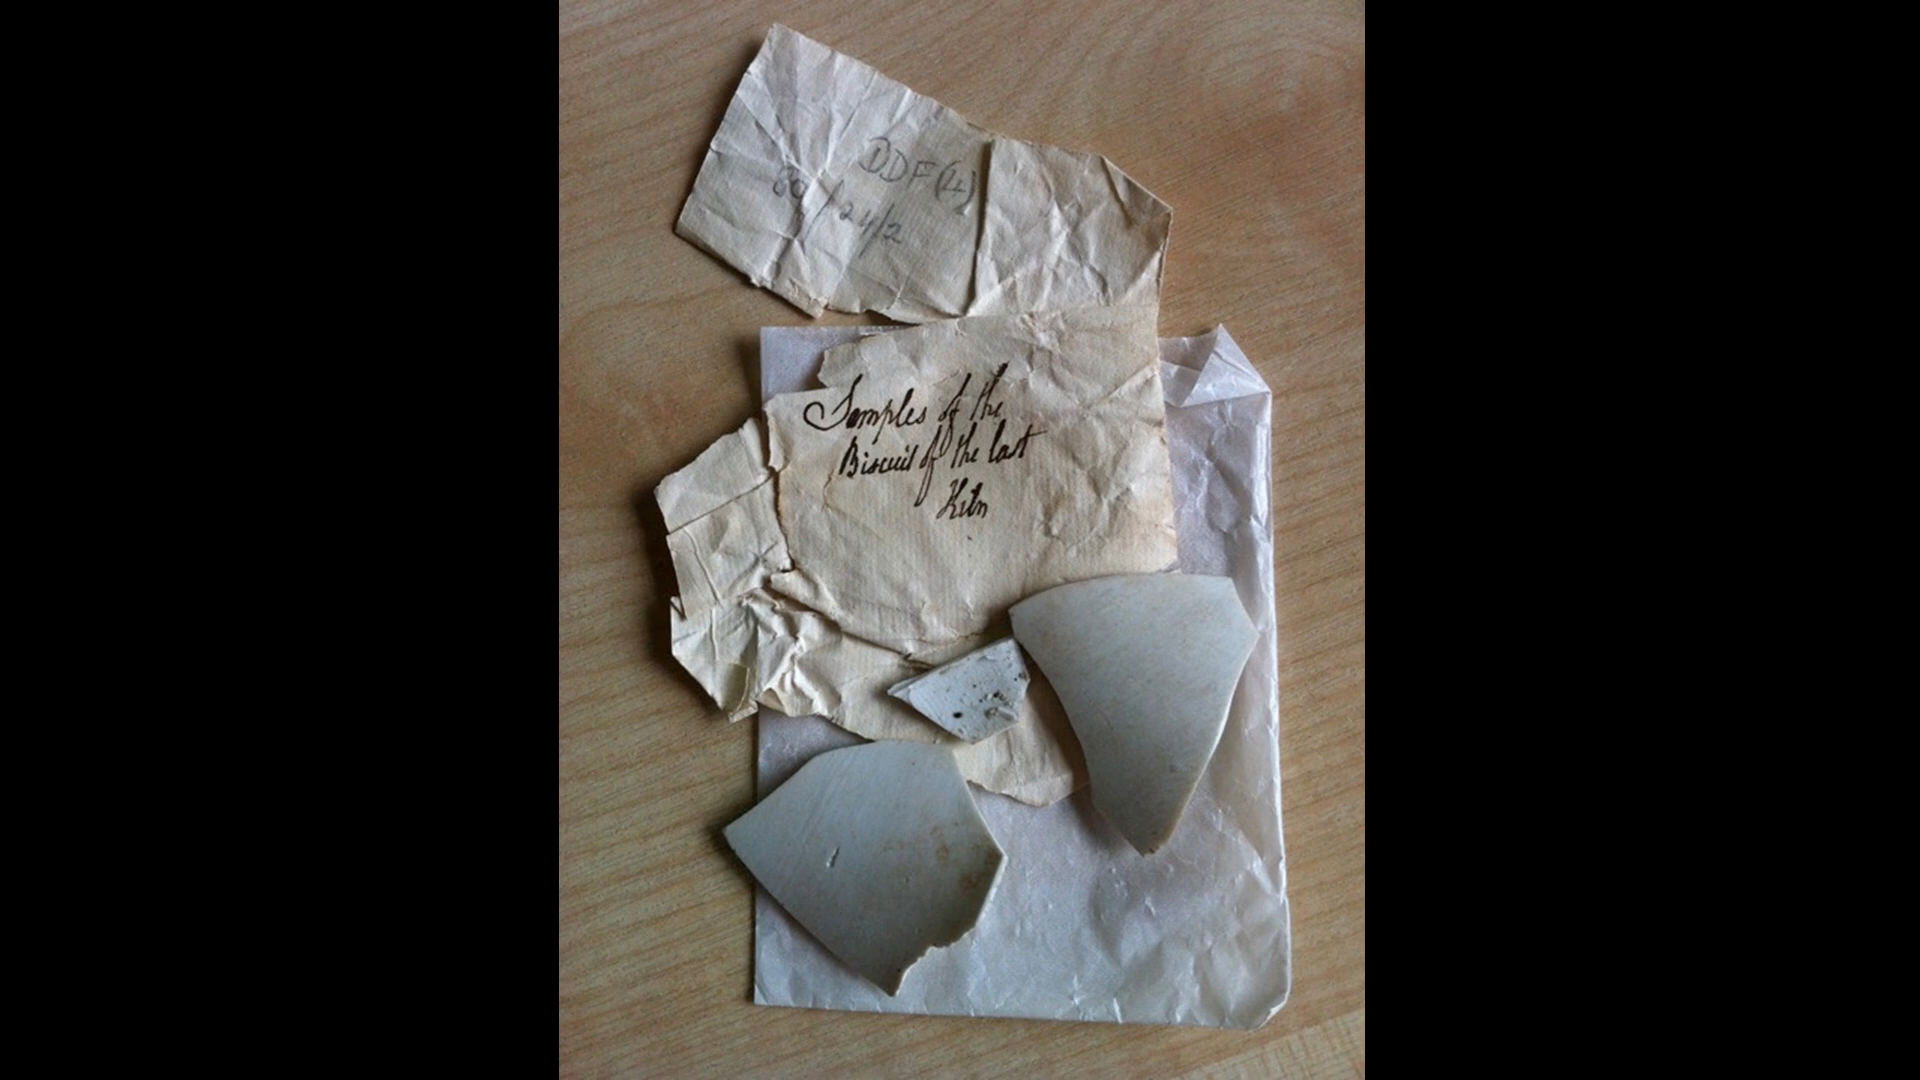 DDF(4)
80/24/2
Samples of the
Biscuit of the last
Kiln